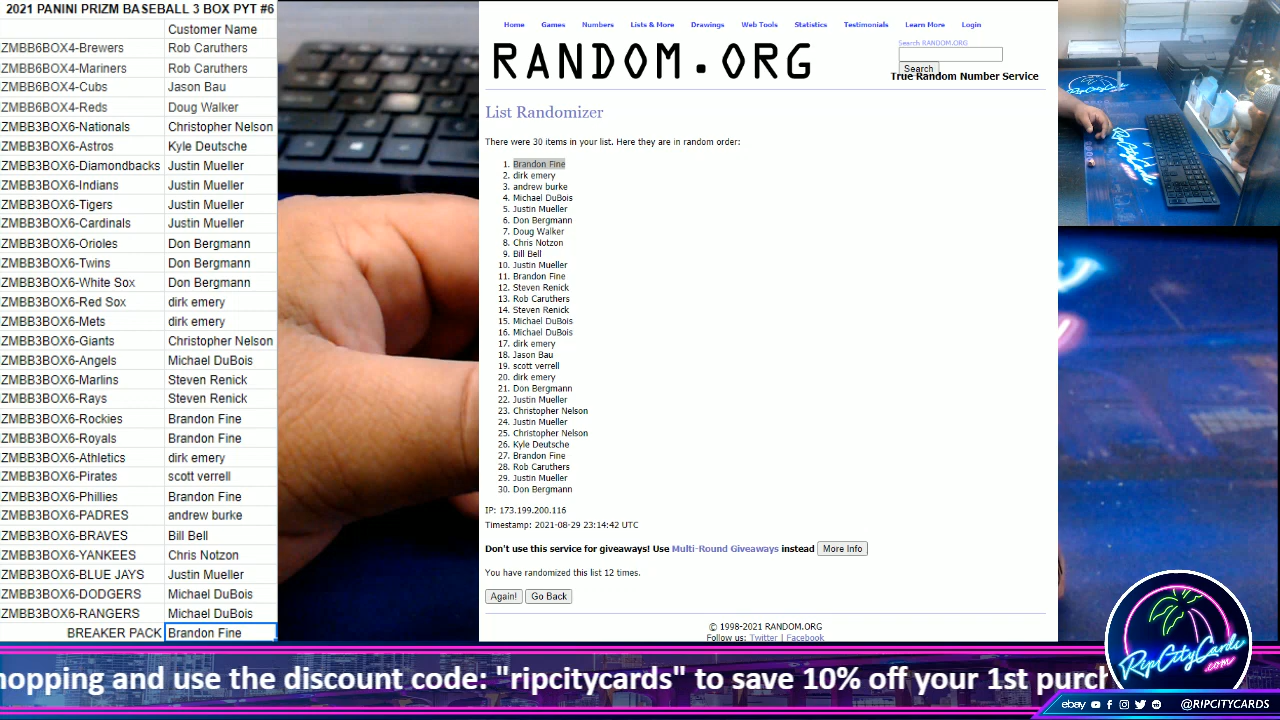 2021 PANNI PRIZM BASEBALL 3 BOX PYT #6
Customer Name
ZMBB6BOX4-Brewers Rob Caruthers
ZMBB6BOX4-Mariners Rob Caruthers
ZMBB6BOX4-Cubs Jason Bau
ZMBB6BOX4-Reds Doug Walker
ZMBB3BOX6-Nationals Christopher Nelson
ZMBB3BOX6-Astros Kyle Deutsche
ZMBB3BOX6-Diamondbacks Justin Mueller
ZMBB3BOX6-Indians Justin Mueller
ZMBB3BOX6-Tigers Justin Mueller
ZMBB3BOX6-Cardinals Justin Mueller
ZMBB3BOX6-Orioles Don Bergmann
ZMBB3BOX6-Twins Don Bergmann
ZMBB3BOX6-White Sox Don Bergmann
ZMBB3BOX6-Red Sox dirk emery
ZMBB3BOX6-Mets dirk emery
ZMBB3BOX6-Giants Christopher Nelson
ZMBB3BOX6-Angels Michael DuBois
ZMBB3BOX6-Marlins Steven Renick
ZMBB3BOX6-Rays Steven Renick
ZMBB3BOX6-Rockies Brandon Fine
ZMBB3BOX6-Royals Brandon Fine
ZMBB3BOX6-Athletics dirk emery
ZMBB3BOX6-Pirates scott verrell
ZMBB3BOX6-Phillies Brandon Fine
ZMBB3BOX6-PADRES andrew burke
ZMBB3BOX6-BRAVES Bill Bell
ZMBB3BOX6-YANKEES Chris Notzon
ZMBB3BOX6-BLUE JAYS Justin Mueller
ZMBB3BOX6-DODGERS Michael DuBois
ZMBB3BOX6-RANGERS Michael DuBois
BREAKER PACK Brandon Fine
Home Games Numbers Lists & More Drawings Web Tools Statistics Testimonials Learn More Login
RANDOM.ORG
Search RANDOM.ORG
Search
True Random Number Service
List Randomizer
There were 30 items in your list. Here they are in random order:
1. Brandon Fine
2. dirk emery
3. andrew burke
4. Michael DuBois
5. Justin Mueller
6. Don Bergmann
7. Doug Walker
8. Chris Notzon
9. Bill Bell
10. Justin Mueller
11. Brandon Fine
12. Steven Renick
13. Rob Caruthers
14. Steven Renick
15. Michael DuBois
16. Michael DuBois
17. dirk emery
18. Jason Bau
19. scott verrell
20. dirk emery
21. Don Bergmann
22. Justin Mueller
23. Christopher Nelson
24. Justin Mueller
25. Christopher Nelson
26. Kyle Deutsche
27. Brandon Fine
28. Rob Caruthers
29. Justin Mueller
30. Don Bergmann
IP: 173.199.200.116
Timestamp: 2021-08-29 23:14:42 UTC
Don't use this service for giveaways! Use Multi-Round Giveaways instead More Info
You have randomized this list 12 times.
Again! Go Back
© 1998-2021 RANDOM.ORG
Follow us: Twitter | Facebook
hopping and use the discount code: "ripcitycards" to save 10% off your 1st purch
RipCityCards
.com
ebay @RIPCITYCARDS